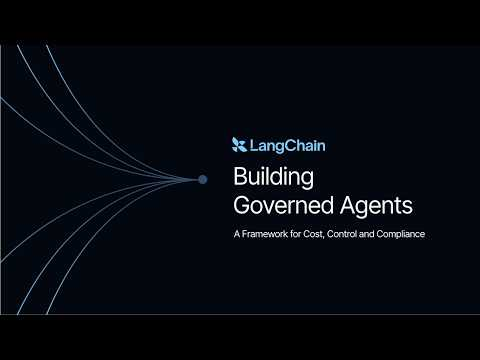 LangChain
Building
Governed Agents
A Framework for Cost, Control and Compliance